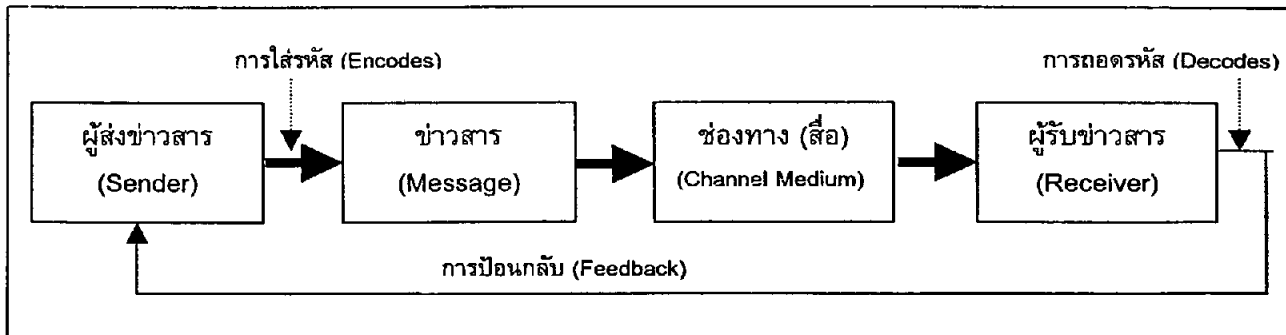 การใส่รหัส (Encodes)
การถอดรหัส (Decodes)
ผู้ส่งข่าวสาร
(Sender)
ข่าวสาร
(Message)
ช่องทาง (สื่อ)
(Channel Medium)
ผู้รับข่าวสาร
(Receiver)
การป้อนกลับ (Feedback)